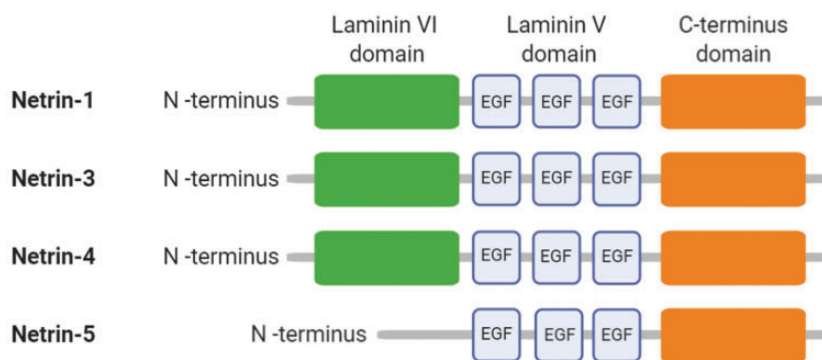 Laminin VI domain
Laminin V domain
C-terminus domain
Netrin-1 N -terminus EGF EGF EGF
Netrin-3 N -terminus EGF EGF EGF
Netrin-4 N -terminus EGF EGF EGF
Netrin-5 N -terminus EGF EGF EGF